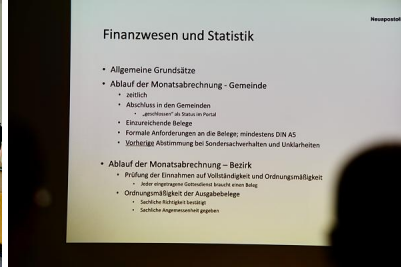 Neuapostol
Finanzwesen und Statistik
• Allgemeine Grundsätze
• Ablauf der Monatsabrechnung - Gemeinde
• zeitlich
• Abschluss in den Gemeinden
• „geschlossen“ als Status im Portal
• Einzureichende Belege
• Formale Anforderungen an die Belege; mindestens DIN A5
• Vorherige Abstimmung bei Sondersachverhalten und Unklarheiten
• Ablauf der Monatsabrechnung – Bezirk
• Prüfung der Einnahmen auf Vollständigkeit und Ordnungsmäßigkeit
• Jeder eingetragene Gottesdienst braucht einen Beleg
• Ordnungsmäßigkeit der Ausgabebelege
• Sachliche Richtigkeit bestätigt
• Sachliche Angemessenheit gegeben